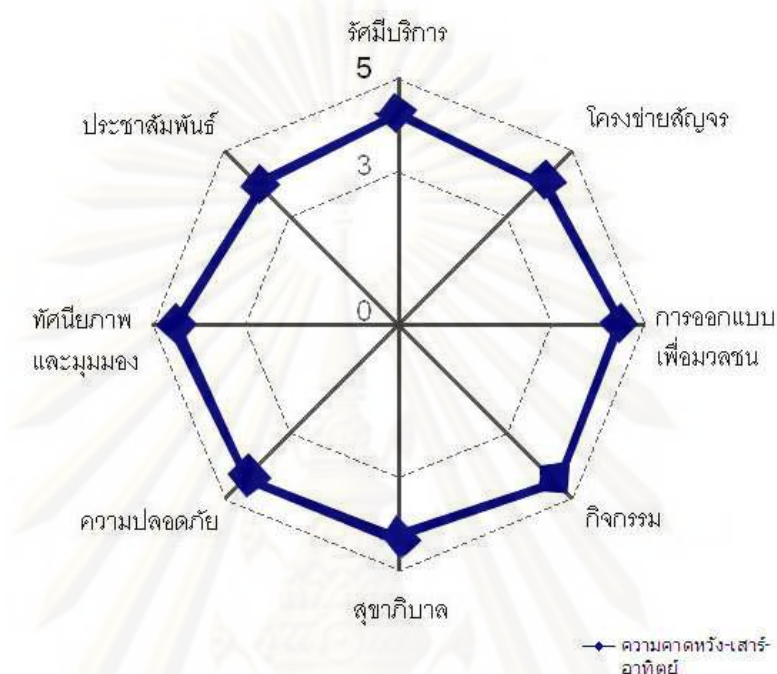 รัศมีบริการ
5
โครงข่ายสัญจร
ประชาสัมพันธ์
3
0
ทัศนียภาพ
และมุมมอง
การออกแบบ
เพื่อมวลชน
ความปลอดภัย
กิจกรรม
สุขาภิบาล
ความคาดหวัง-เสาร์-
อาทิตย์